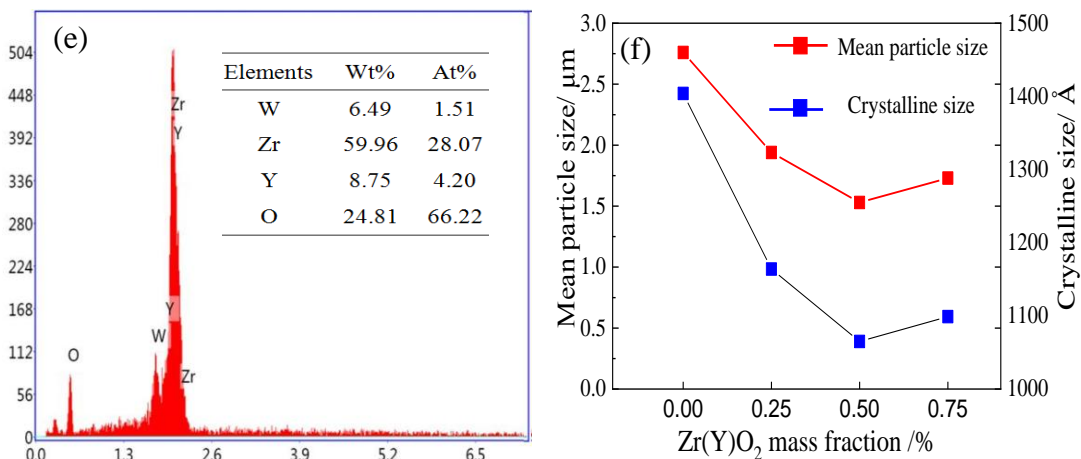 (e)
504
448
392
336
280
224
168
112
56
0
0.0 1.3 2.6 3.9 5.2 6.5
Zr
Y
Y
W
Zr
O
Elements Wt% At%
W 6.49 1.51
Zr 59.96 28.07
Y 8.75 4.20
O 24.81 66.22
(f)
Mean particle size
Crystalline size
Mean particle size/ μm
3.0
2.5
2.0
1.5
1.0
0.5
0.0
1500
1400
1300
1200
1100
1000
Crystalline size/ Å
0.00 0.25 0.50 0.75
Zr(Y)O₂ mass fraction /%